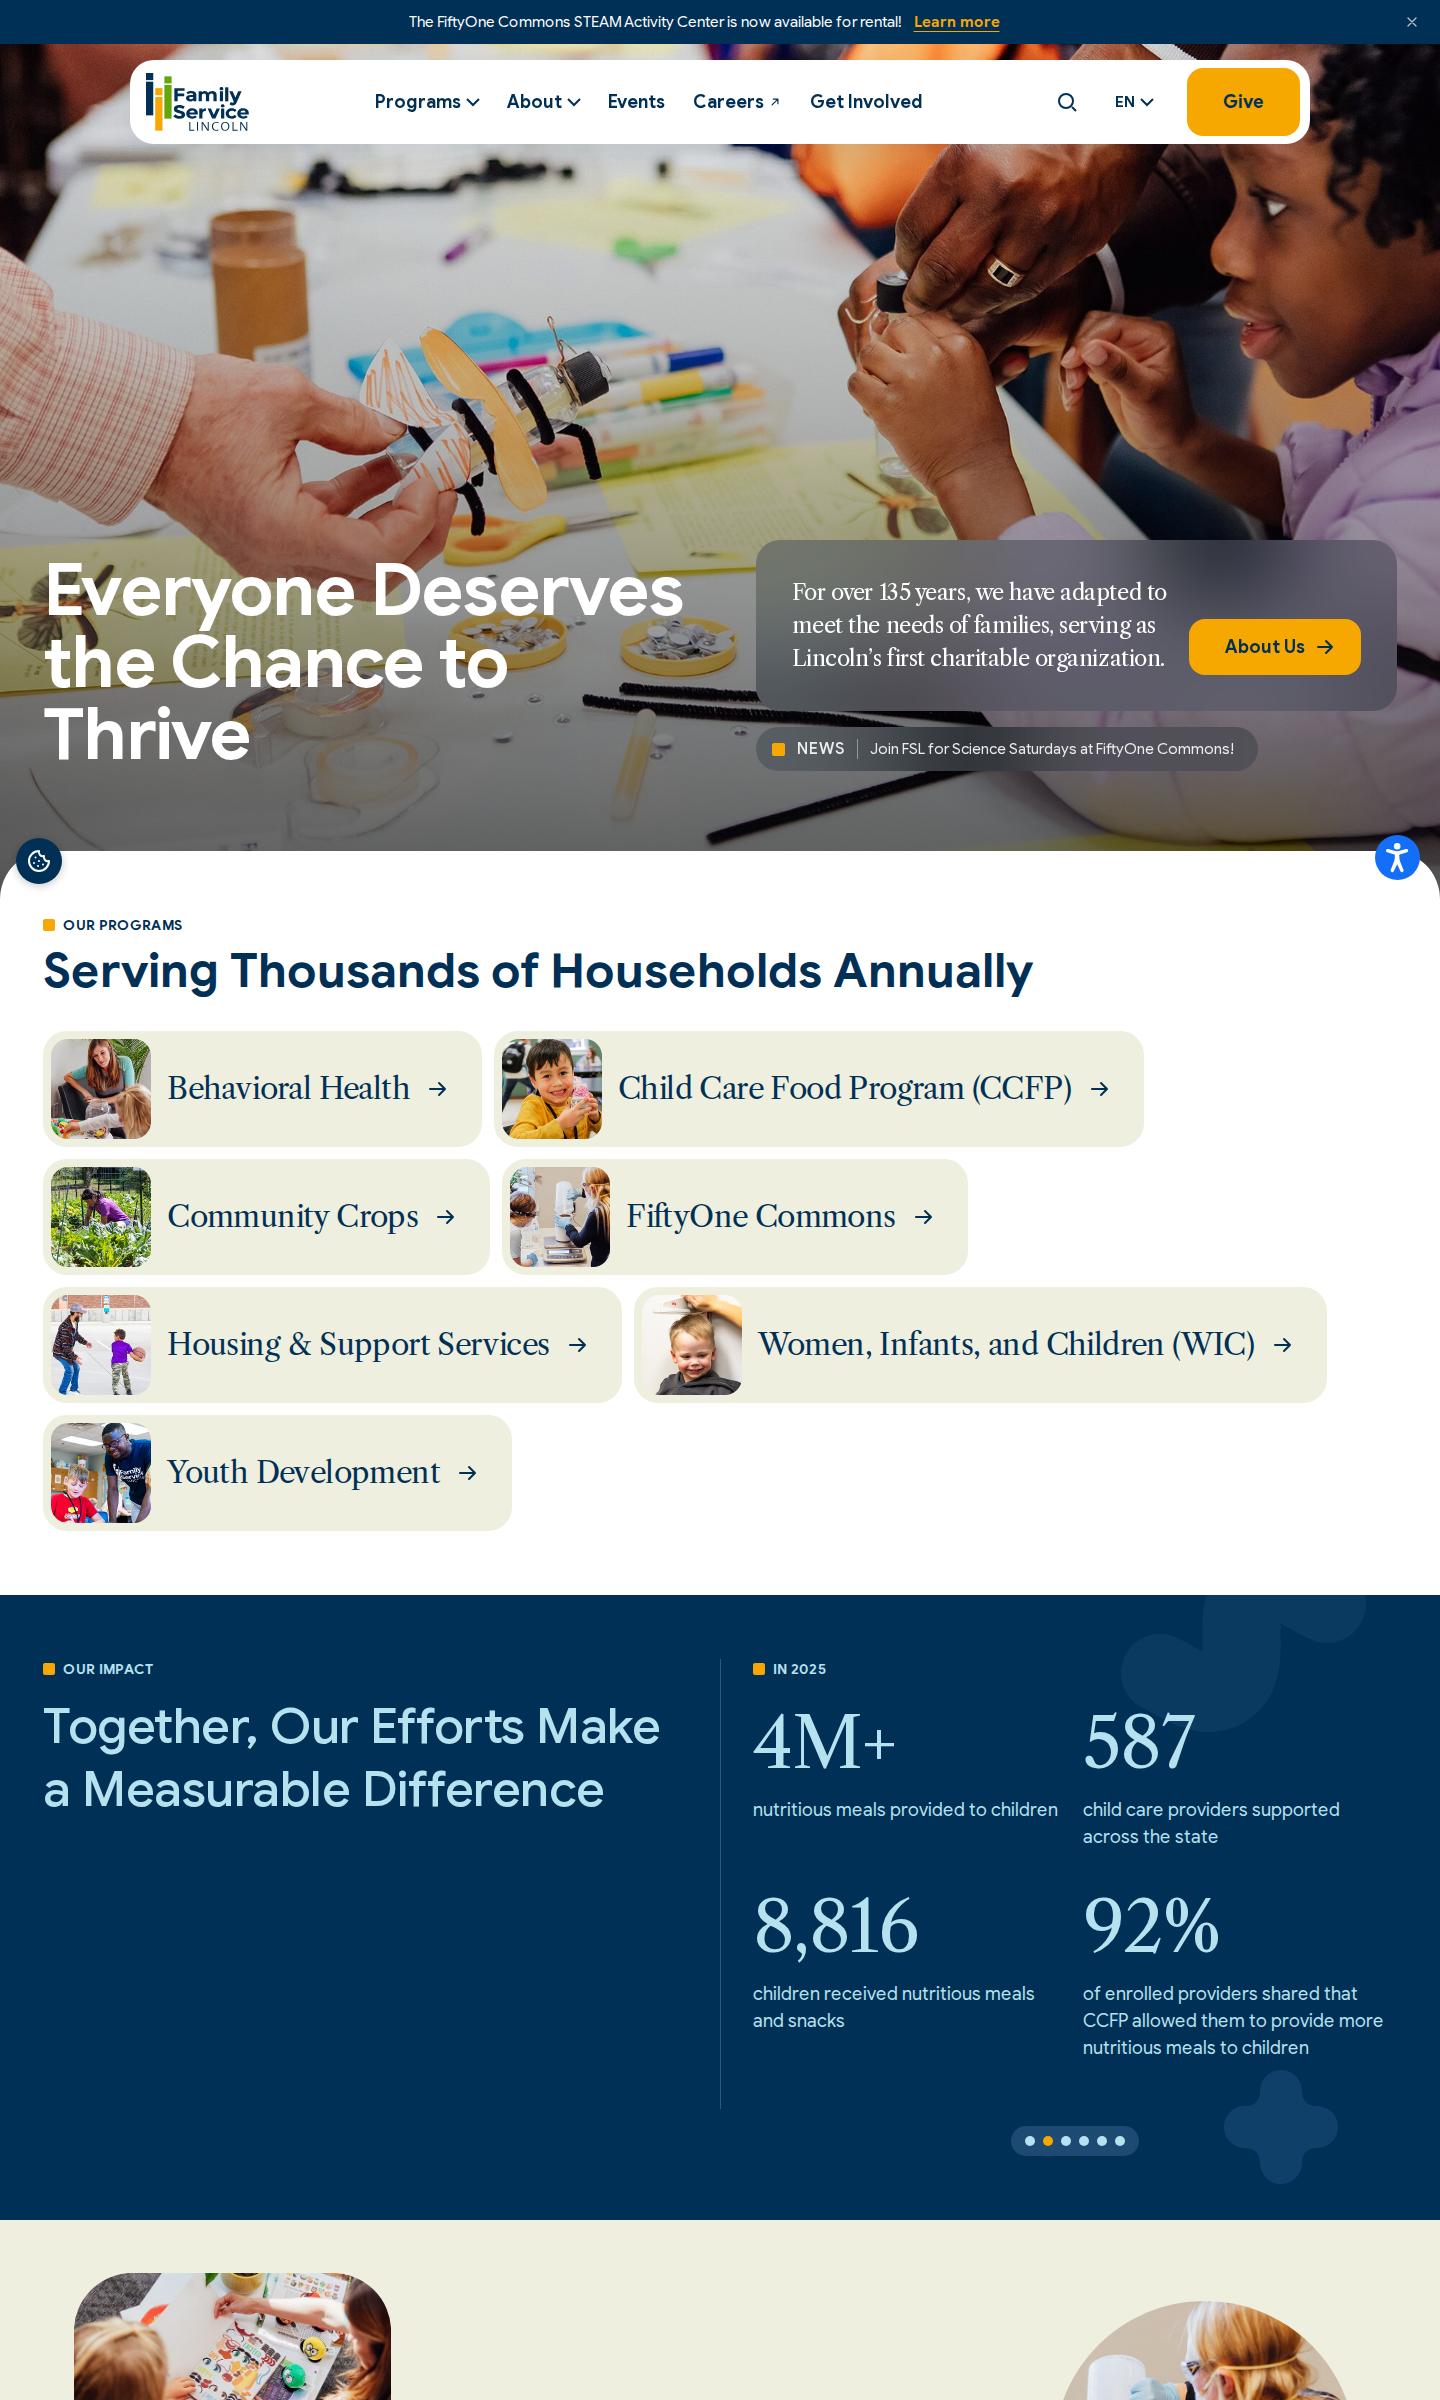 The FiftyOne Commons STEAM Activity Center is now available for rental! Learn more
Family
Service
LINCOLN
Programs
About
Events
Careers
Get Involved
EN
Give
Everyone Deserves
the Chance to
Thrive
For over 135 years, we have adapted to
meet the needs of families, serving as
Lincoln’s first charitable organization.
About Us
NEWS
Join FSL for Science Saturdays at FiftyOne Commons!
OUR PROGRAMS
Serving Thousands of Households Annually
Behavioral Health
Child Care Food Program (CCFP)
Community Crops
FiftyOne Commons
Housing & Support Services
Women, Infants, and Children (WIC)
Youth Development
OUR IMPACT
Together, Our Efforts Make
a Measurable Difference
IN 2025
4M+
nutritious meals provided to children
587
child care providers supported
across the state
8,816
children received nutritious meals
and snacks
92%
of enrolled providers shared that
CCFP allowed them to provide more
nutritious meals to children